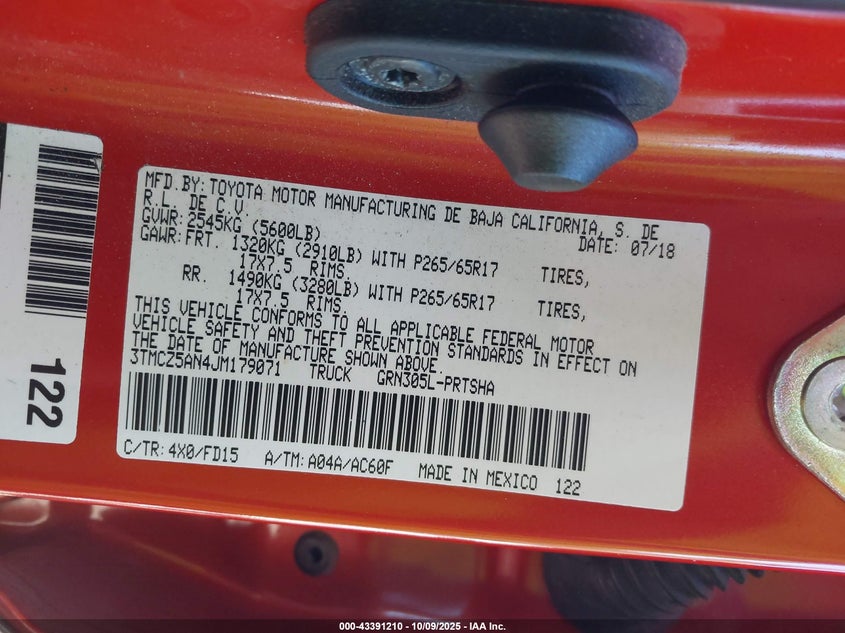 MFD.BY:TOYOTA MOTOR MANUFACTURING DE BAJA CALIFORNIA, S. DE
R.L. DE C.V. DATE: 07/18
GVWR: 2545KG (5600LB)
GAWR:FRT. 1320KG (2910LB) WITH P265/65R17 TIRES,
17X7.5 RIMS.
RR. 1490KG (3280LB) WITH P265/65R17 TIRES,
17X7.5 RIMS.
THIS VEHICLE CONFORMS TO ALL APPLICABLE FEDERAL MOTOR
VEHICLE SAFETY AND THEFT PREVENTION STANDARDS IN EFFECT ON
THE DATE OF MANUFACTURE SHOWN ABOVE.
3TMCZ5AN4JM179071 TRUCK GRN305L-PRTSHA
C/TR: 4X0/FD15 A/TM: A04A/AC60F MADE IN MEXICO 122
122
000-43391210 - 10/09/2025 - IAA Inc.